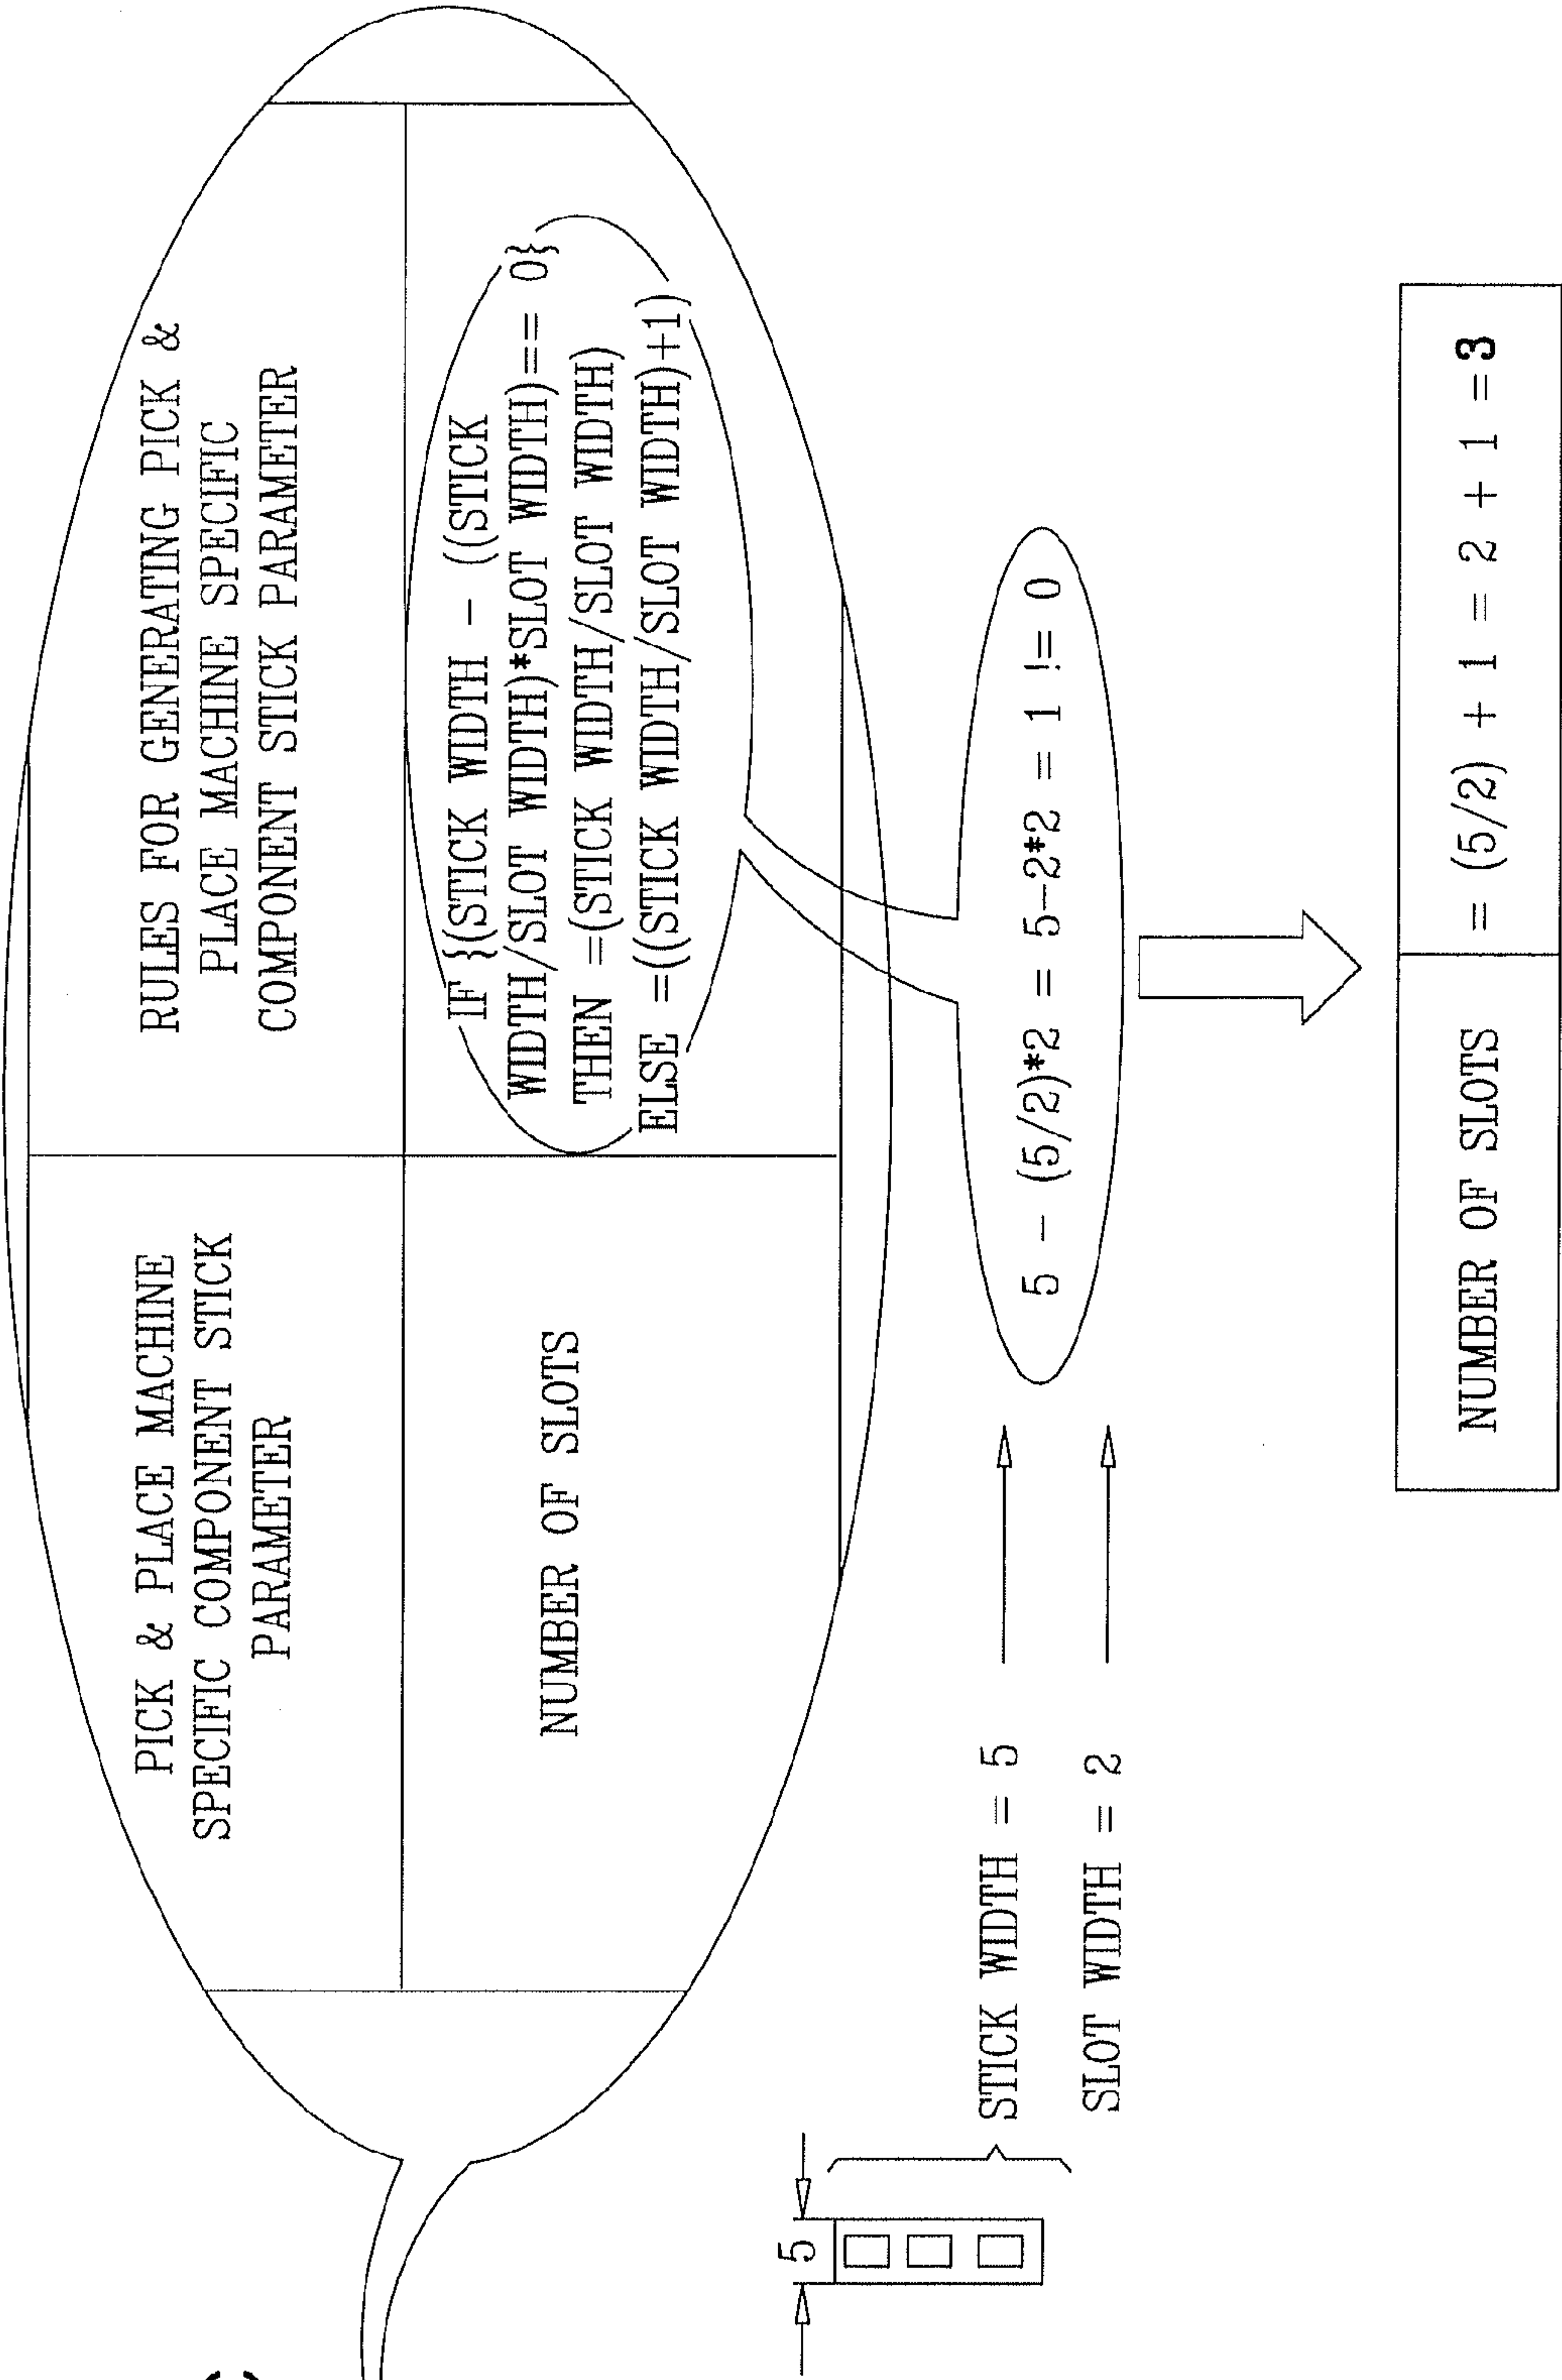 PICK & PLACE MACHINE
SPECIFIC COMPONENT STICK
PARAMETER
RULES FOR GENERATING PICK &
PLACE MACHINE SPECIFIC
COMPONENT STICK PARAMETER
NUMBER OF SLOTS
IF {(STICK WIDTH - ((STICK
WIDTH/SLOT WIDTH)*SLOT WIDTH)== 0}
THEN =(STICK WIDTH/SLOT WIDTH)
ELSE =((STICK WIDTH/SLOT WIDTH)+1)
5
STICK WIDTH = 5
SLOT WIDTH = 2
5 - (5/2)*2 = 5-2*2 = 1 != 0
NUMBER OF SLOTS
= (5/2) + 1 = 2 + 1 = 3